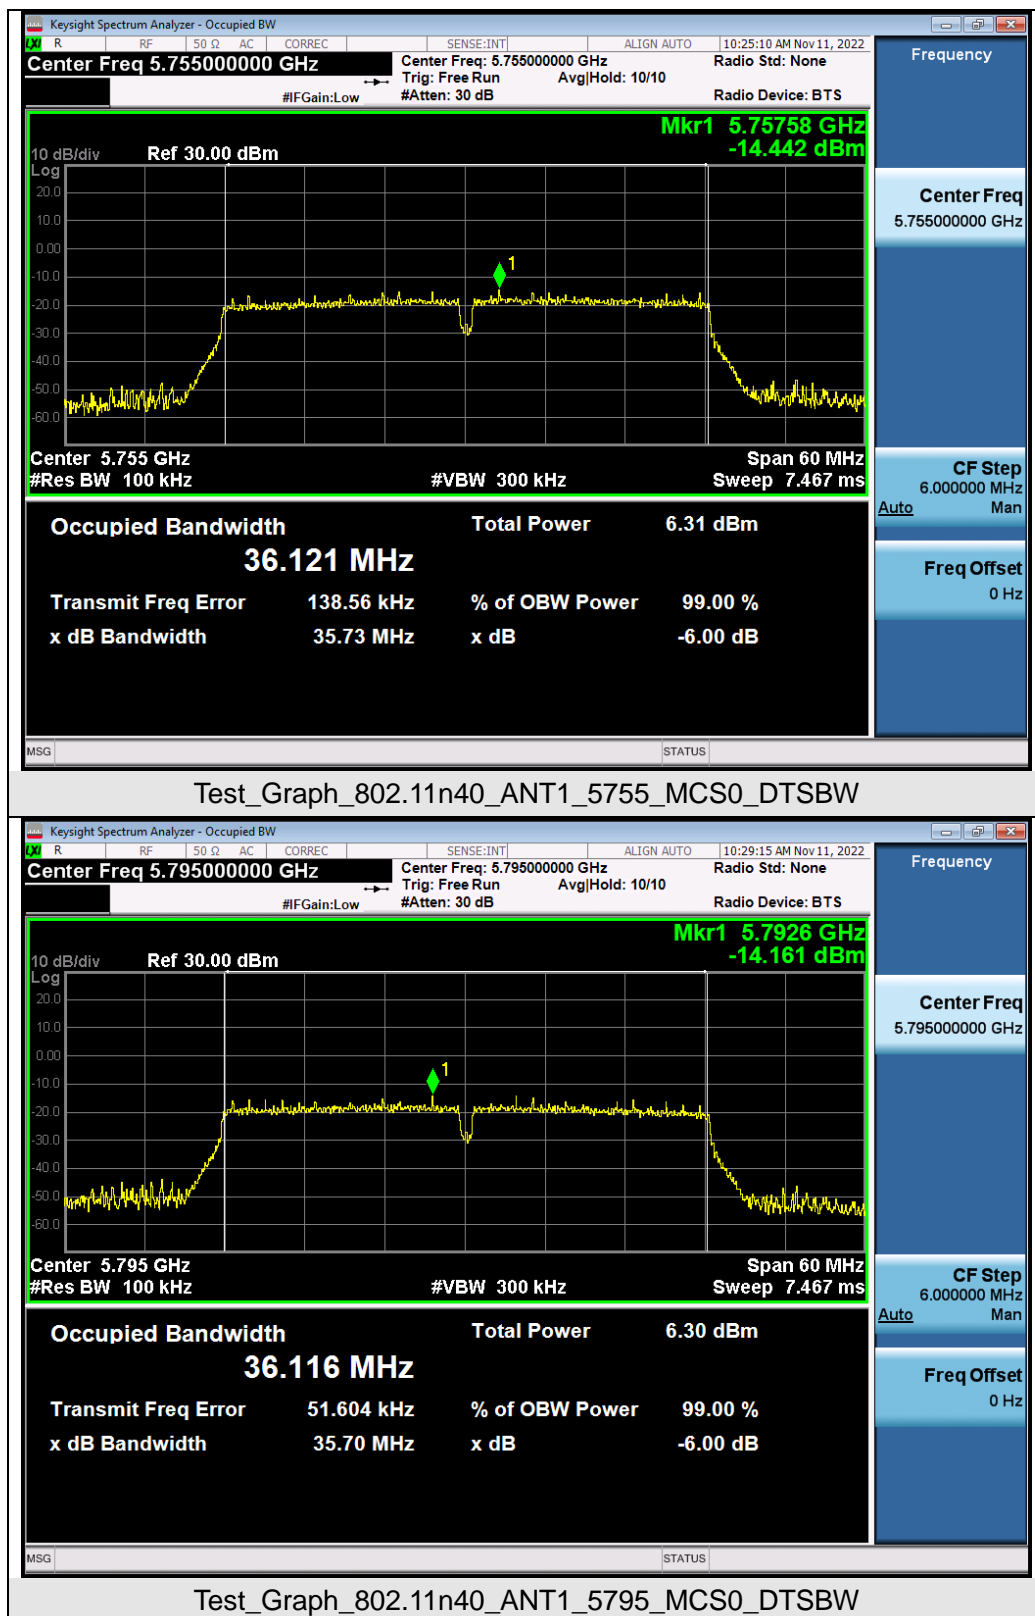 Keysight Spectrum Analyzer - Occupied BW
LXI R RF 50 Ω AC CORREC SENSE:INT ALIGN AUTO 10:25:10 AM Nov 11, 2022
Center Freq 5.755000000 GHz
Center Freq: 5.755000000 GHz Radio Std: None
Trig: Free Run Avg|Hold: 10/10
#IFGain:Low #Atten: 30 dB Radio Device: BTS
Mkr1 5.75758 GHz
-14.442 dBm
10 dB/div Ref 30.00 dBm
Log
20.0
10.0
0.00
-10.0
-20.0
-30.0
-40.0
-50.0
-60.0
1
Center 5.755 GHz Span 60 MHz
#Res BW 100 kHz #VBW 300 kHz Sweep 7.467 ms
Occupied Bandwidth Total Power 6.31 dBm
36.121 MHz
Transmit Freq Error 138.56 kHz % of OBW Power 99.00 %
x dB Bandwidth 35.73 MHz x dB -6.00 dB
MSG STATUS
Frequency
Center Freq
5.755000000 GHz
CF Step
6.000000 MHz
Auto Man
Freq Offset
0 Hz
Test_Graph_802.11n40_ANT1_5755_MCS0_DTSBW
Keysight Spectrum Analyzer - Occupied BW
LXI R RF 50 Ω AC CORREC SENSE:INT ALIGN AUTO 10:29:15 AM Nov 11, 2022
Center Freq 5.795000000 GHz
Center Freq: 5.795000000 GHz Radio Std: None
Trig: Free Run Avg|Hold: 10/10
#IFGain:Low #Atten: 30 dB Radio Device: BTS
Mkr1 5.7926 GHz
-14.161 dBm
10 dB/div Ref 30.00 dBm
Log
20.0
10.0
0.00
-10.0
-20.0
-30.0
-40.0
-50.0
-60.0
1
Center 5.795 GHz Span 60 MHz
#Res BW 100 kHz #VBW 300 kHz Sweep 7.467 ms
Occupied Bandwidth Total Power 6.30 dBm
36.116 MHz
Transmit Freq Error 51.604 kHz % of OBW Power 99.00 %
x dB Bandwidth 35.70 MHz x dB -6.00 dB
MSG STATUS
Frequency
Center Freq
5.795000000 GHz
CF Step
6.000000 MHz
Auto Man
Freq Offset
0 Hz
Test_Graph_802.11n40_ANT1_5795_MCS0_DTSBW